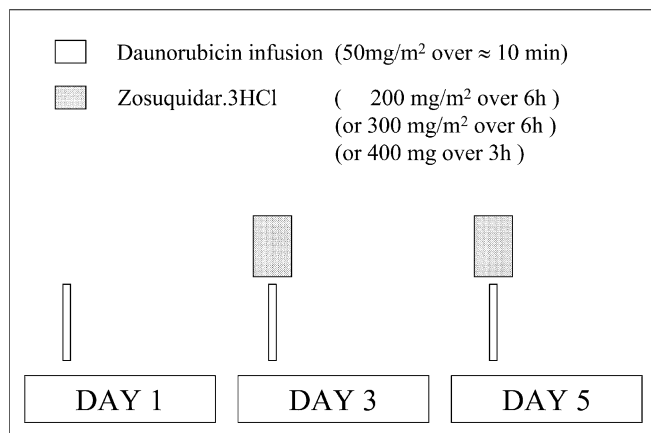 Daunorubicin infusion (50mg/m² over ≈ 10 min)
Zosuquidar.3HCl ( 200 mg/m² over 6h )
(or 300 mg/m² over 6h )
(or 400 mg over 3h )
DAY 1 DAY 3 DAY 5